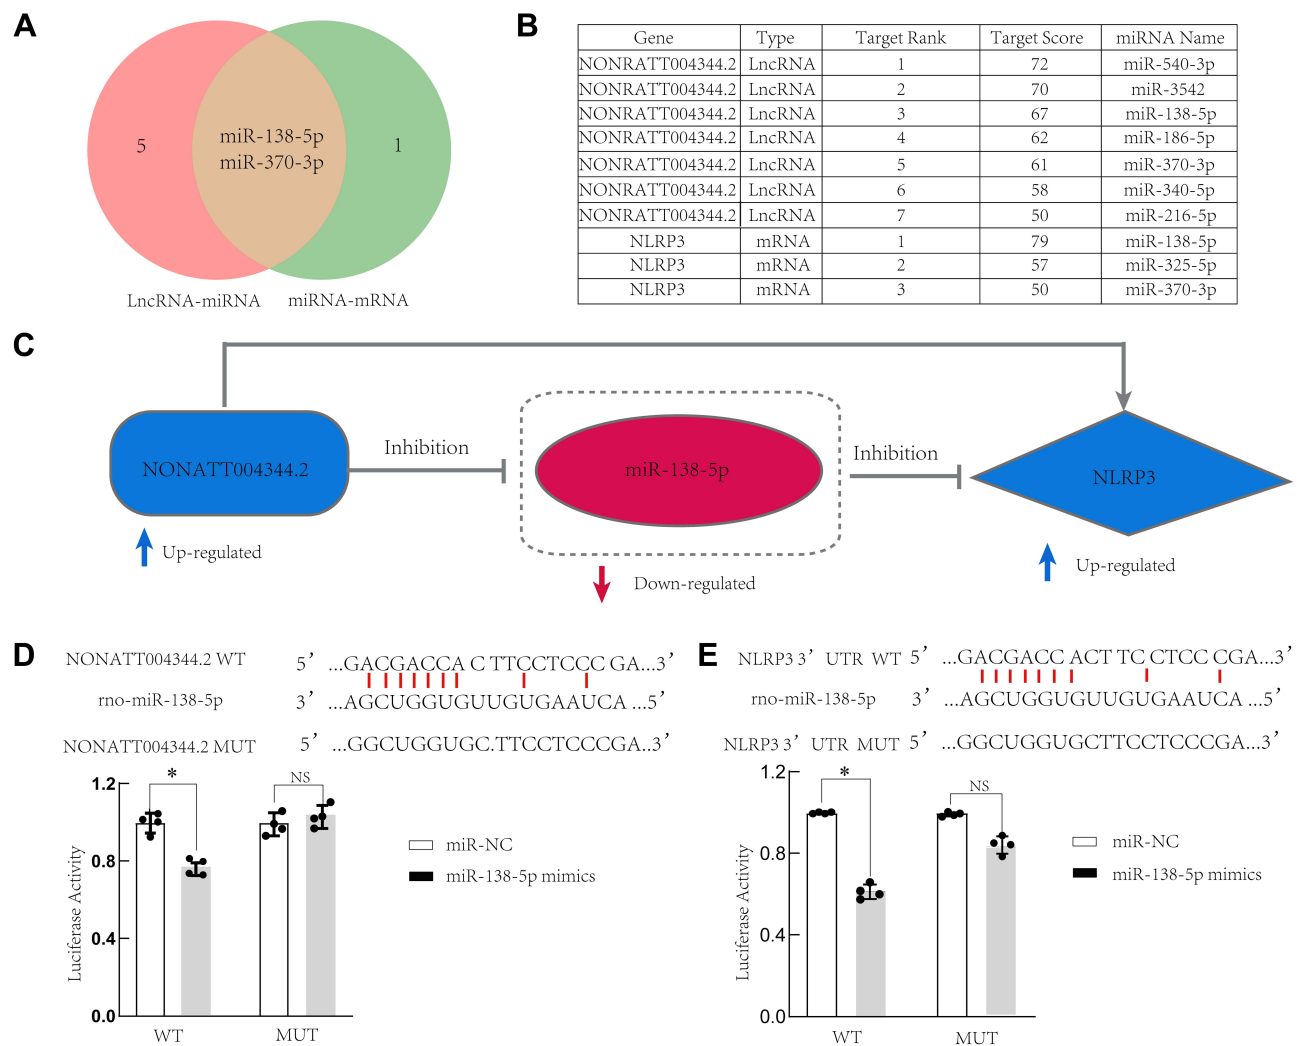 A
5
miR-138-5p
miR-370-3p
1
LncRNA-miRNA miRNA-mRNA
B
Gene Type Target Rank Target Score miRNA Name
NONRATT004344.2 LncRNA 1 72 miR-540-3p
NONRATT004344.2 LncRNA 2 70 miR-3542
NONRATT004344.2 LncRNA 3 67 miR-138-5p
NONRATT004344.2 LncRNA 4 62 miR-186-5p
NONRATT004344.2 LncRNA 5 61 miR-370-3p
NONRATT004344.2 LncRNA 6 58 miR-340-5p
NONRATT004344.2 LncRNA 7 50 miR-216-5p
NLRP3 mRNA 1 79 miR-138-5p
NLRP3 mRNA 2 57 miR-325-5p
NLRP3 mRNA 3 50 miR-370-3p
C
NONATT004344.2
Inhibition
miR-138-5p
Inhibition
NLRP3
Up-regulated
Down-regulated
Up-regulated
D
NONATT004344.2 WT 5’ ...GACGACCA C TTCCTCCC GA...3’
rno-miR-138-5p 3’ ...AGCUGGUGUUGUGAAUCA ...5’
NONATT004344.2 MUT 5’ ...GGCUGGUGC.TTCCTCCCGA...3’
1.2
0.8
0.4
0.0
Luciferase Activity
*
NS
WT
MUT
miR-NC
miR-138-5p mimics
E
NLRP3 3’ UTR WT 5’ ...GACGACC ACT TC CTCC CGA...3’
rno-miR-138-5p 3’ ...AGCUGGUGUUGUGAAUCA ...5’
NLRP3 3’ UTR MUT 5’ ...GGCUGGUGCTTCCTCCCGA...3’
1.2
0.8
0.4
0.0
Luciferase Activity
*
NS
WT
MUT
miR-NC
miR-138-5p mimics